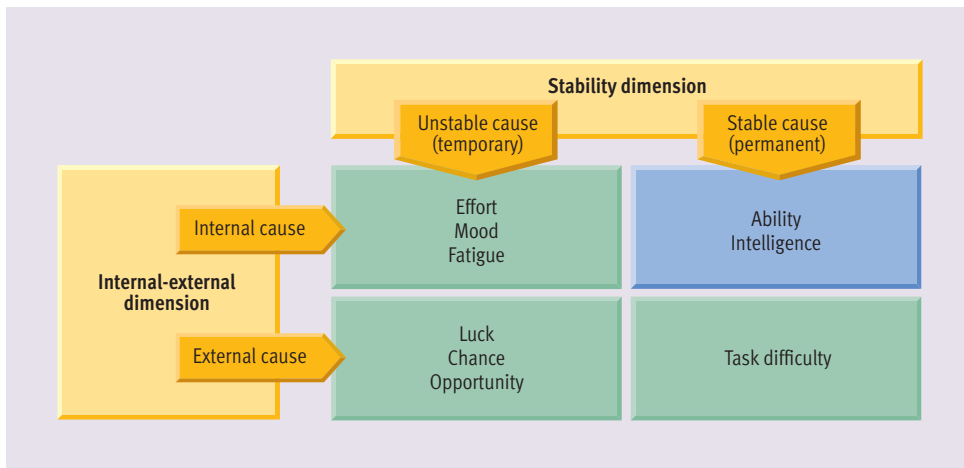 Stability dimension
Unstable cause
(temporary)
Stable cause
(permanent)
Internal-external
dimension
Internal cause
Effort
Mood
Fatigue
Ability
Intelligence
External cause
Luck
Chance
Opportunity
Task difficulty